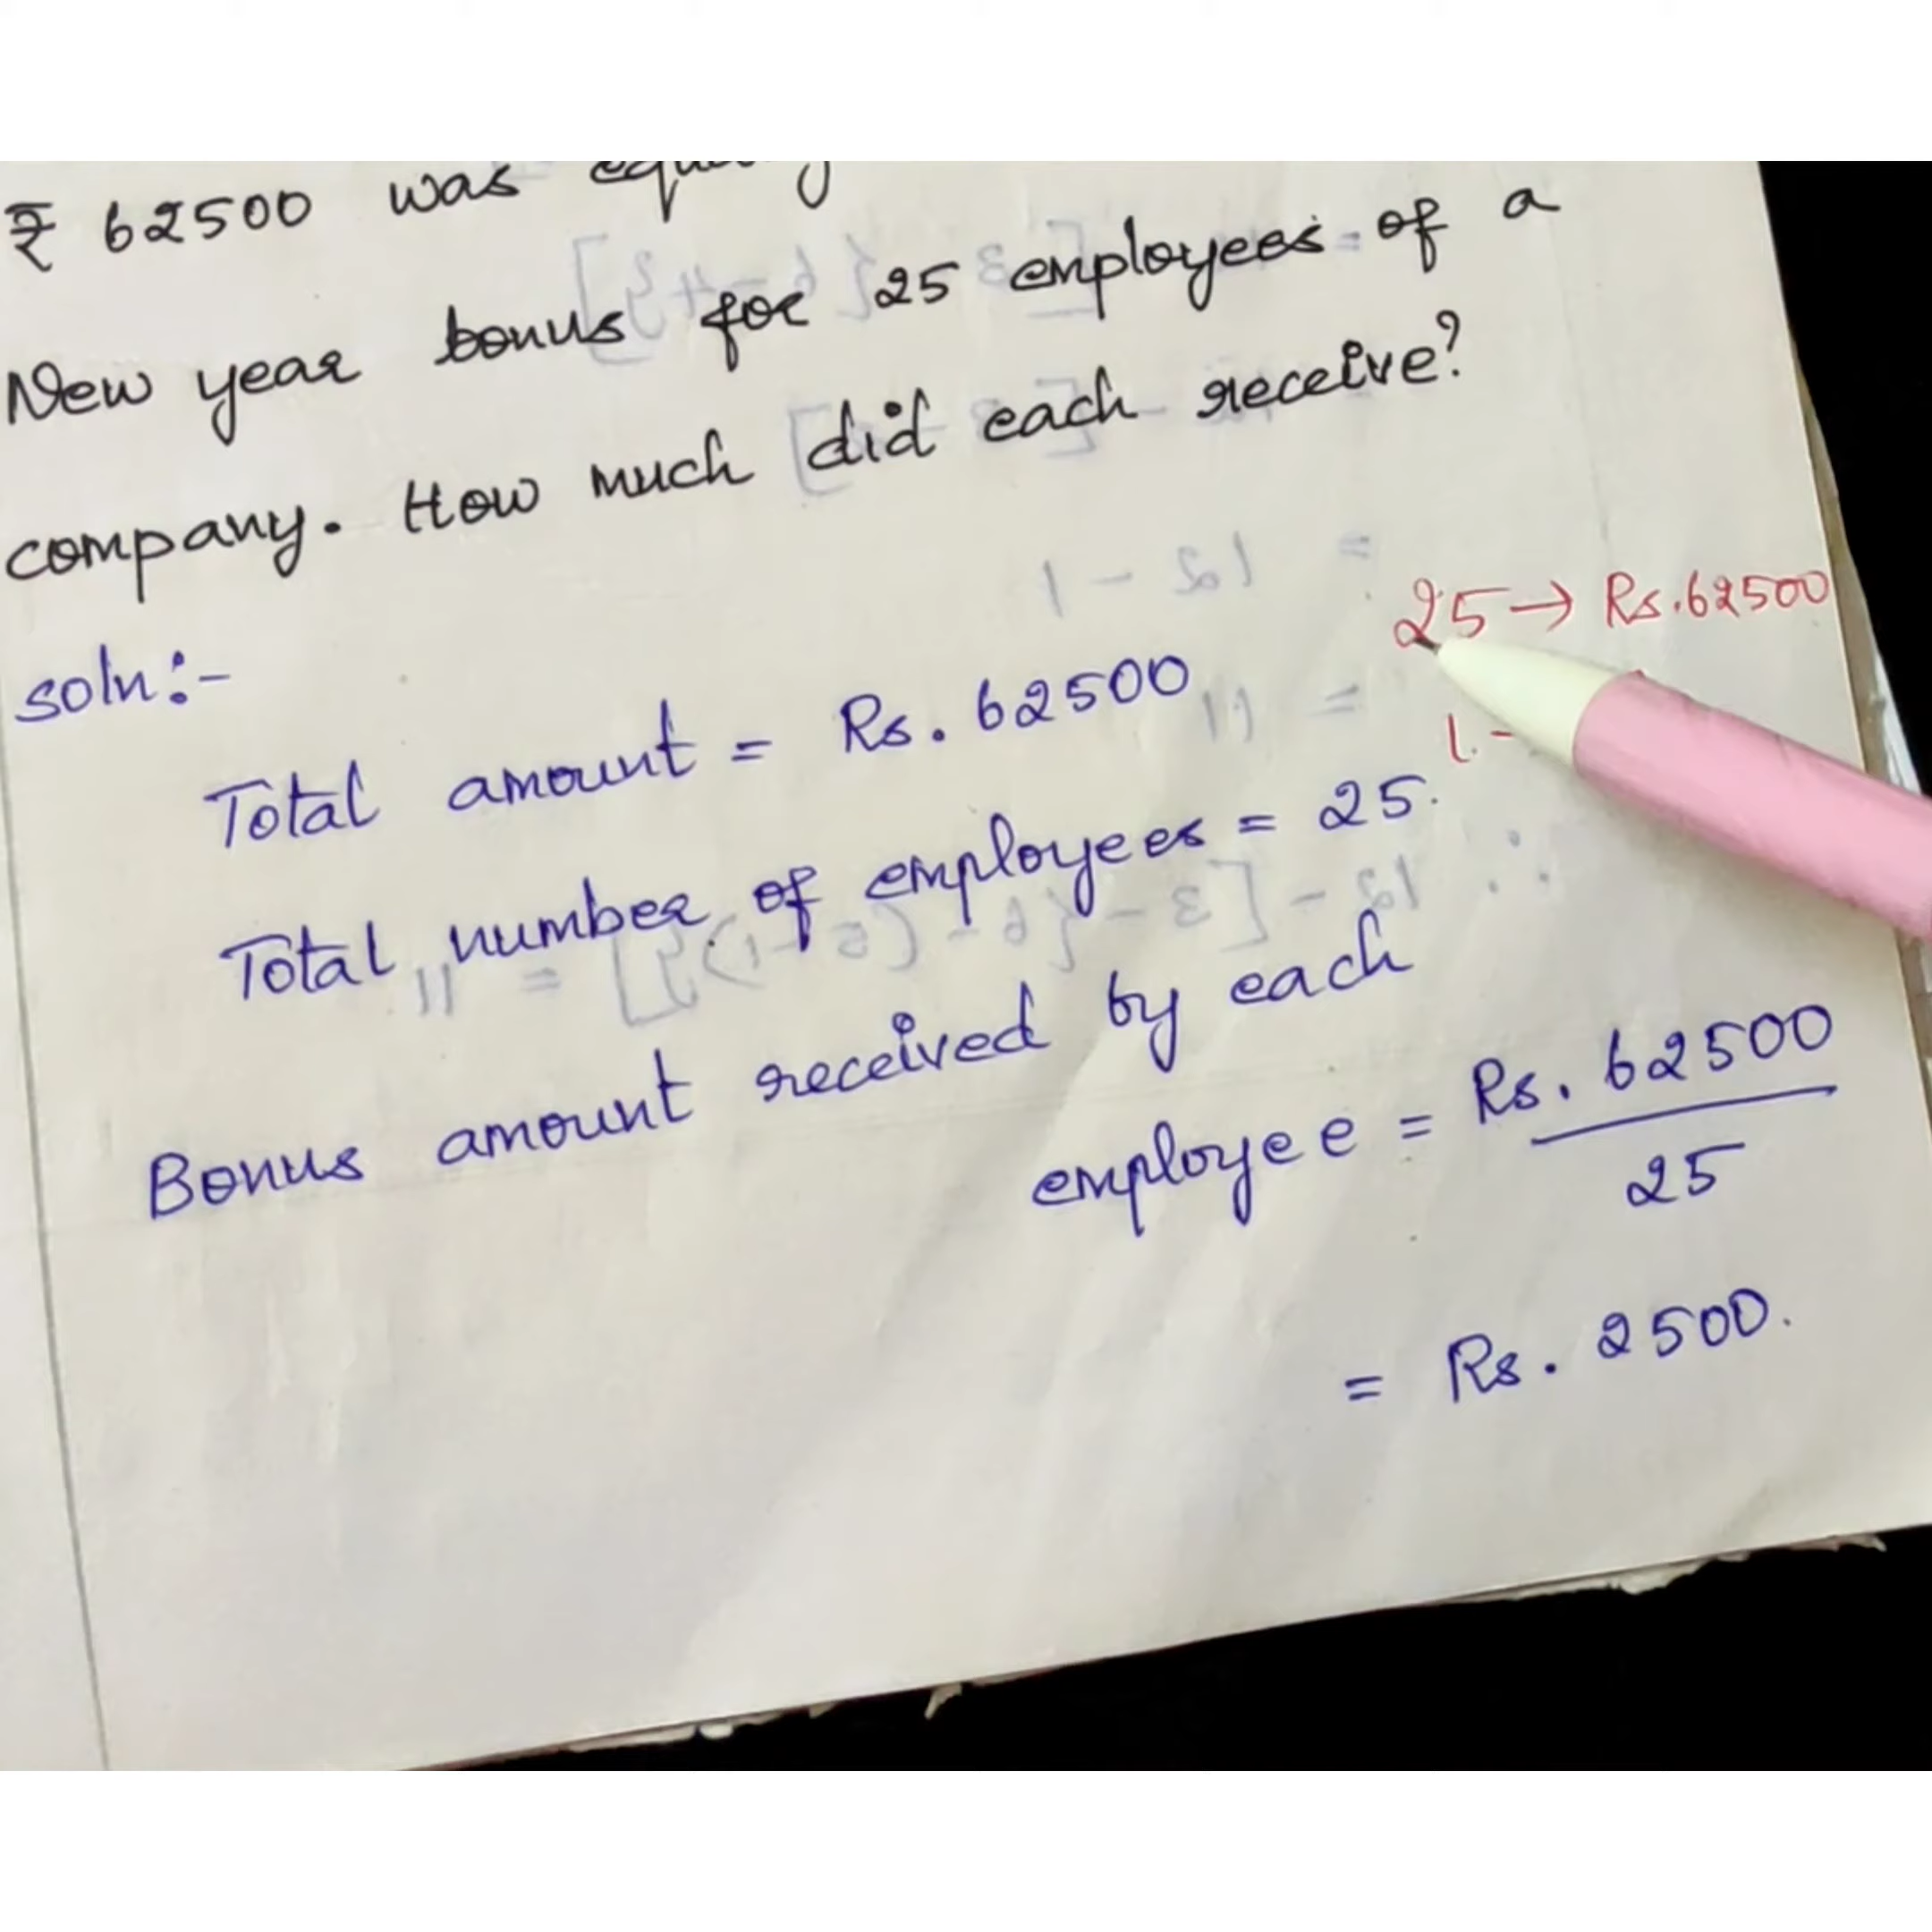 ₹ 62500 was
New year bonus for 25 employees of a
company. How much did each receive?
25 → Rs.62500
soln:-
Total amount = Rs. 62500
1. -
Total number of employees = 25.
Bonus amount received by each
employee = Rs. 62500
25
= Rs. 2500.